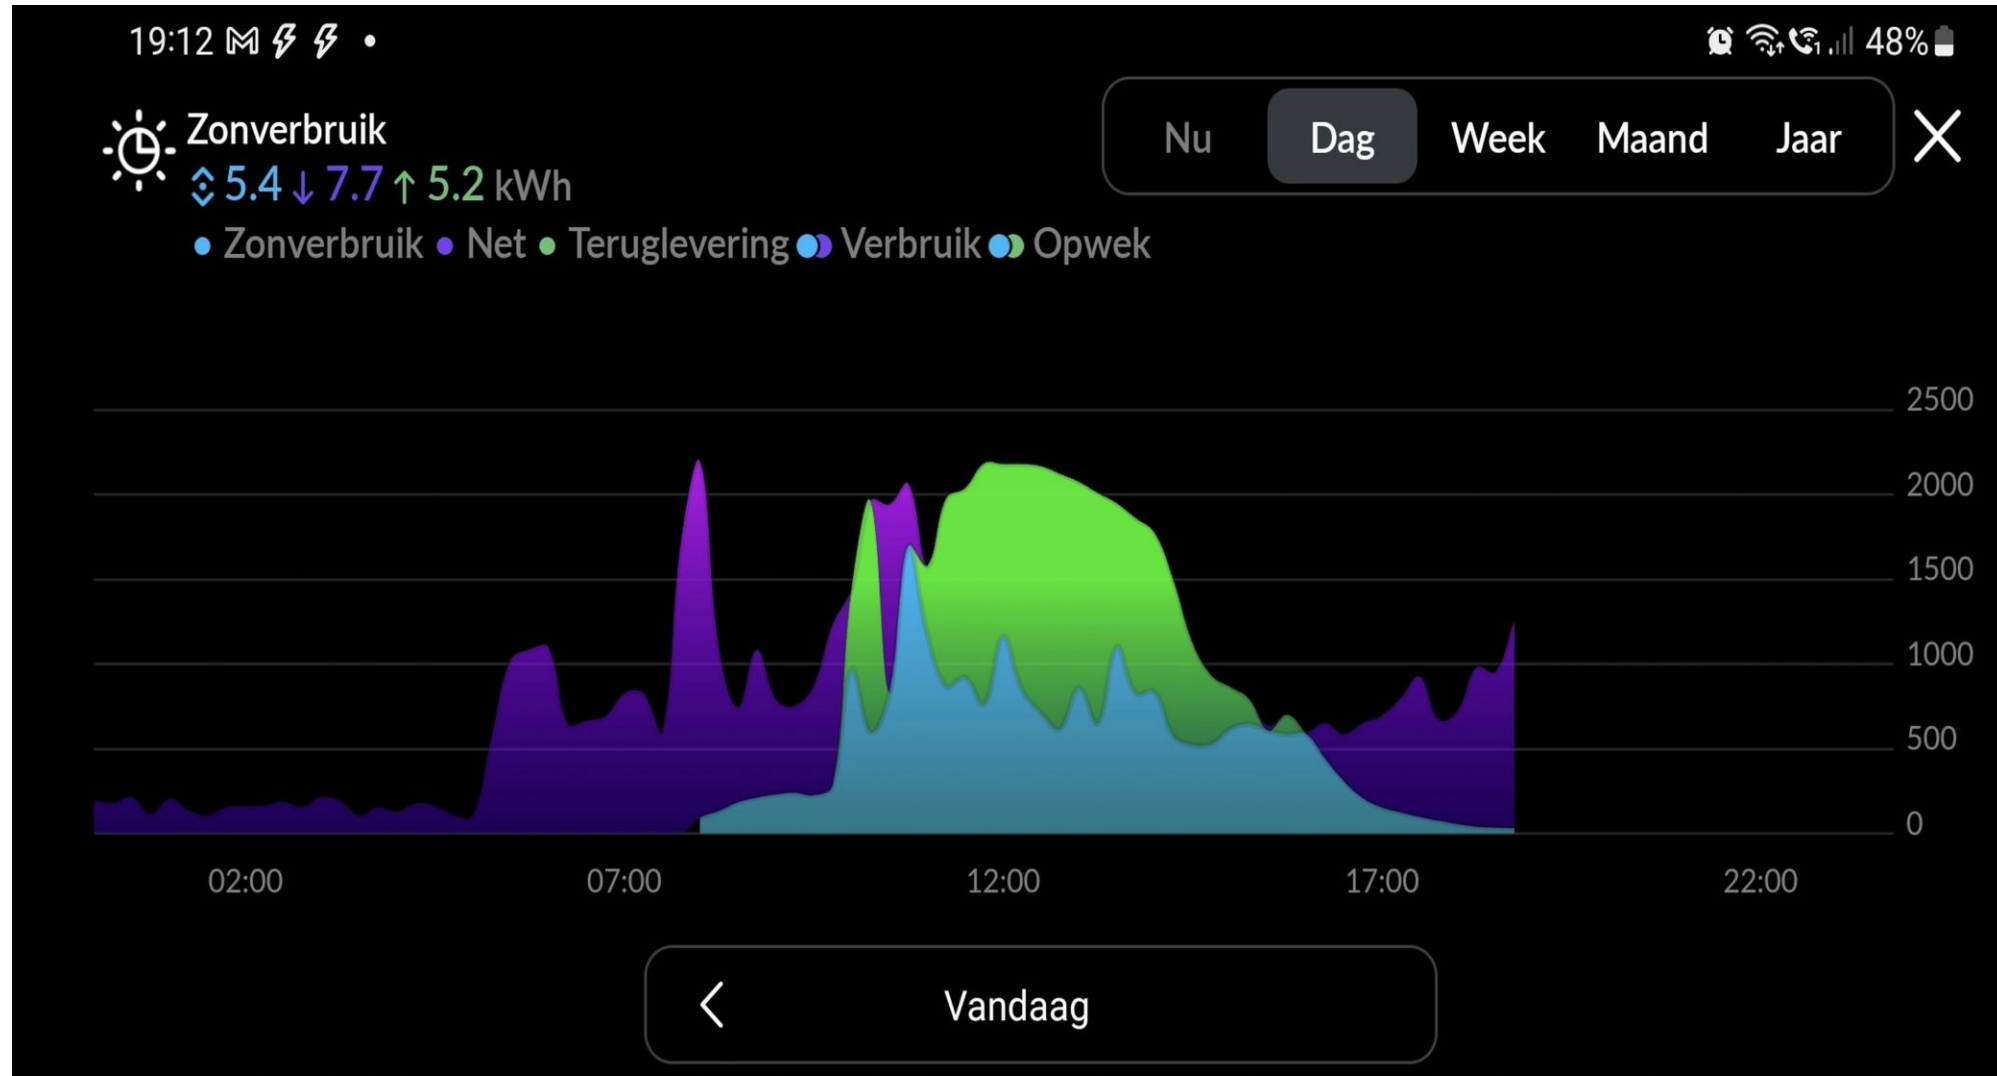 19:12 48%
Zonverbruik
5.4 ↓ 7.7 ↑ 5.2 kWh
Nu Dag Week Maand Jaar
Zonverbruik Net Teruglevering Verbruik Opwek
2500
2000
1500
1000
500
0
02:00 07:00 12:00 17:00 22:00
Vandaag